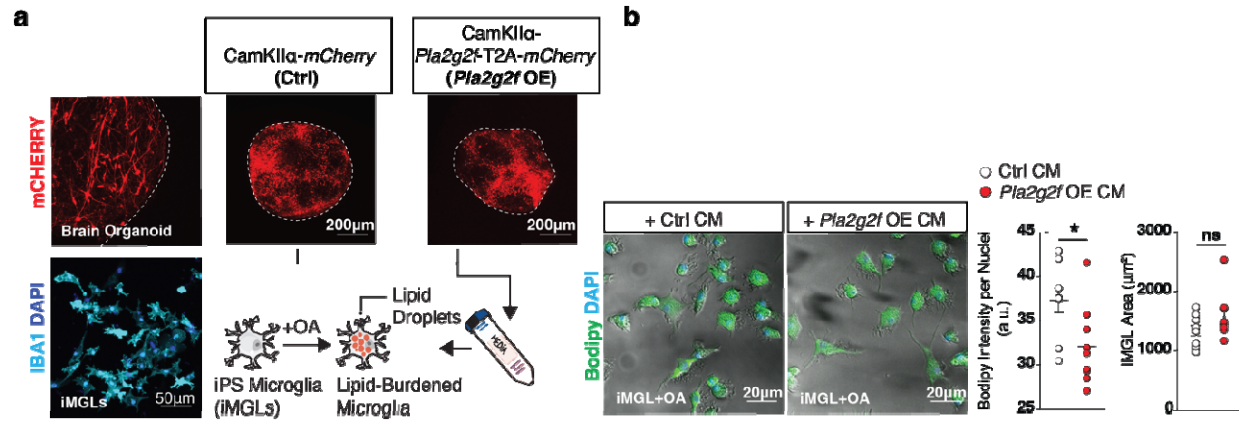 a
CamKIIα-mCherry
(Ctrl)
CamKIIα-
Pla2g2f-T2A-mCherry
(Pla2g2f OE)
mCHERRY
Brain Organoid
200µm
200µm
IBA1 DAPI
iMGLs
50µm
+OA
Lipid
Droplets
iPS Microglia
(iMGLs)
Lipid-Burdened
Microglia
MEDIA
b
+ Ctrl CM
+ Pla2g2f OE CM
Bodipy DAPI
iMGL+OA
20µm
iMGL+OA
20µm
Ctrl CM
Pla2g2f OE CM
Bodipy Intensity per Nuclei
(a u.)
45
40
35
30
25
*
iMGL Area (µm²)
3000
2000
1000
0
ns